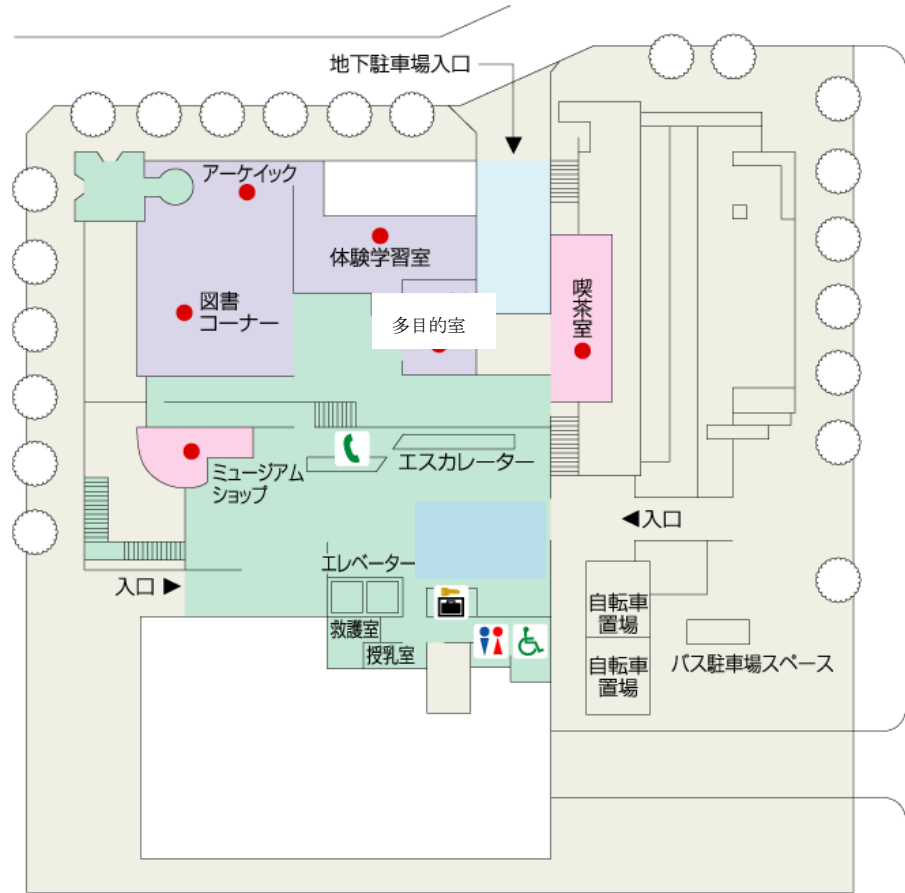 地下駐車場入口
アーケイック
体験学習室
図書
コーナー
多目的室
喫茶室
ミュージアム
ショップ
エスカレーター
入口
エレベーター
入口
救護室
授乳室
自転車
置場
自転車
置場
バス駐車場スペース